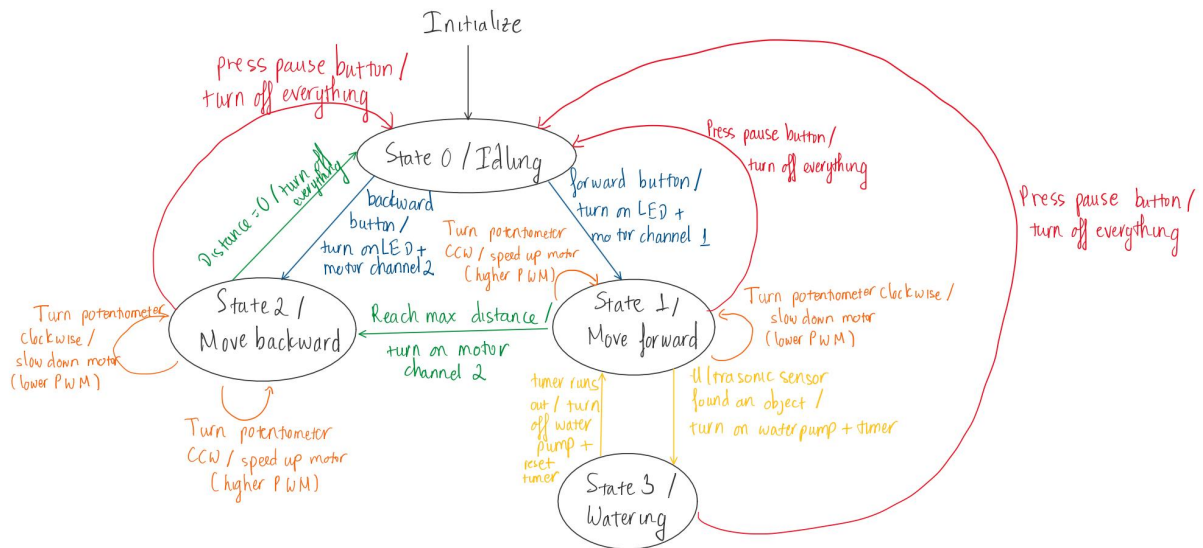 Initialize
press pause button /
turn off everything
State 0 / Idling
Press pause button /
turn off everything
Press pause button /
turn off everything
Distance = 0 / turn off
everything
backward
button /
turn on LED +
motor channel 2
forward button /
turn on LED +
motor channel 1
Turn potentiometer
CCW / speed up motor
(higher PWM)
State 2 /
Move backward
Reach max distance /
turn on motor
channel 2
State 1 /
Move forward
Turn potentiometer clockwise /
slow down motor
(lower PWM)
Turn potentiometer
clockwise /
slow down motor
(lower PWM)
Turn potentiometer
CCW / speed up motor
(higher PWM)
timer runs
out / turn
off water
pump +
reset
timer
Ultrasonic sensor
found an object /
turn on water pump + timer
State 3 /
Watering